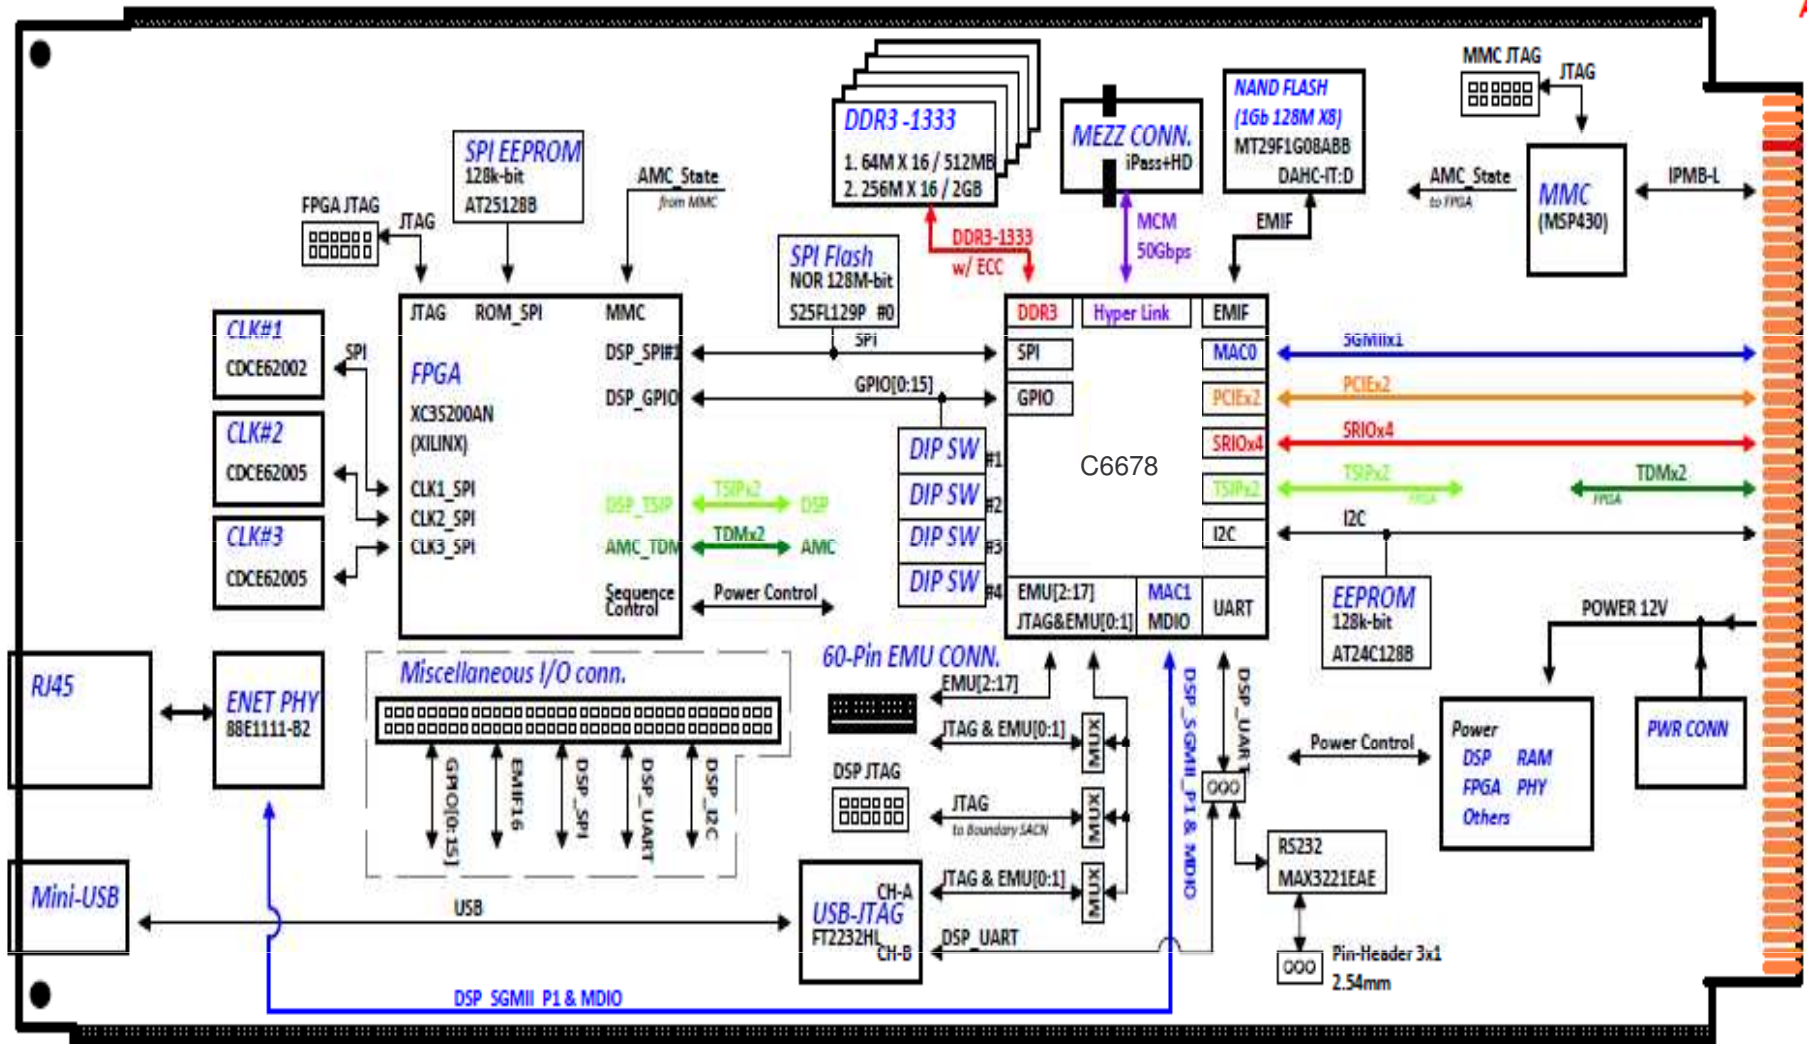 A
MMC JTAG
JTAG
DDR3 -1333
1. 64M X 16 / 512MB
2. 256M X 16 / 2GB
MEZZ CONN.
iPass+HD
NAND FLASH
(1Gb 128M X8)
MT29F1G08ABB
DAHC-IT:D
SPI EEPROM
128k-bit
AT25128B
AMC_State
from MMC
FPGA JTAG
JTAG
AMC_State
to FPGA
MMC
(MSP430)
IPMB-L
DDR3-1333
w/ ECC
MCM
50Gbps
EMIF
SPI Flash
NOR 128M-bit
S25FL129P #0
CLK#1
CDCE62002
SPI
CLK#2
CDCE62005
CLK#3
CDCE62005
JTAG
ROM_SPI
MMC
DSP_SPI#1
FPGA
DSP_GPIO
XC3S200AN
(XILINX)
CLK1_SPI
CLK2_SPI
CLK3_SPI
DSP_TSIP
AMC_TDM
Sequence
Control
SPI
GPIO[0:15]
TSIPx2
DSP
TDMx2
AMC
Power Control
DIP SW #1
DIP SW #2
DIP SW #3
DIP SW #4
DDR3
Hyper Link
EMIF
SPI
MAC0
GPIO
PCIEx2
SRIOx4
C6678
TSIPx2
I2C
EMU[2:17]
JTAG&EMU[0:1]
MAC1
MDIO
UART
SGMIIx1
PCIEx2
SRIOx4
TSIPx2
FPGA
TDMx2
FPGA
I2C
EEPROM
128k-bit
AT24C128B
POWER 12V
RJ45
ENET PHY
88E1111-B2
Miscellaneous I/O conn.
GPIO[0:15]
EMIF16
DSP_SPI
DSP_UART
DSP_I2C
60-Pin EMU CONN.
EMU[2:17]
JTAG & EMU[0:1]
MUX
DSP JTAG
JTAG
to Boundary SACN
MUX
JTAG & EMU[0:1]
MUX
DSP_SGMII_P1 & MDIO
DSP_UART
Power Control
Power
DSP RAM
FPGA PHY
Others
PWR CONN
RS232
MAX3221EAE
Pin-Header 3x1
2.54mm
Mini-USB
USB
CH-A
USB-JTAG
FT2232HL
CH-B
DSP_UART
DSP_SGMII_P1 & MDIO